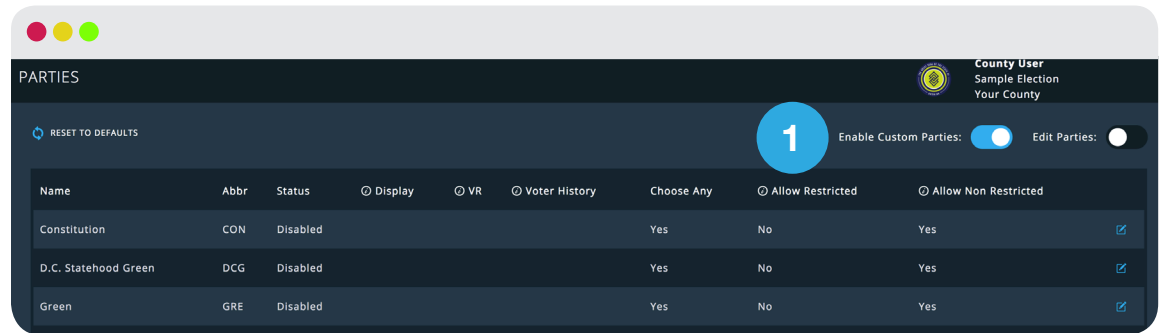 PARTIES
County User
Sample Election
Your County
RESET TO DEFAULTS
1
Enable Custom Parties:
Edit Parties:
Name Abbr Status Display VR Voter History Choose Any Allow Restricted Allow Non Restricted
Constitution CON Disabled Yes No Yes
D.C. Statehood Green DCG Disabled Yes No Yes
Green GRE Disabled Yes No Yes